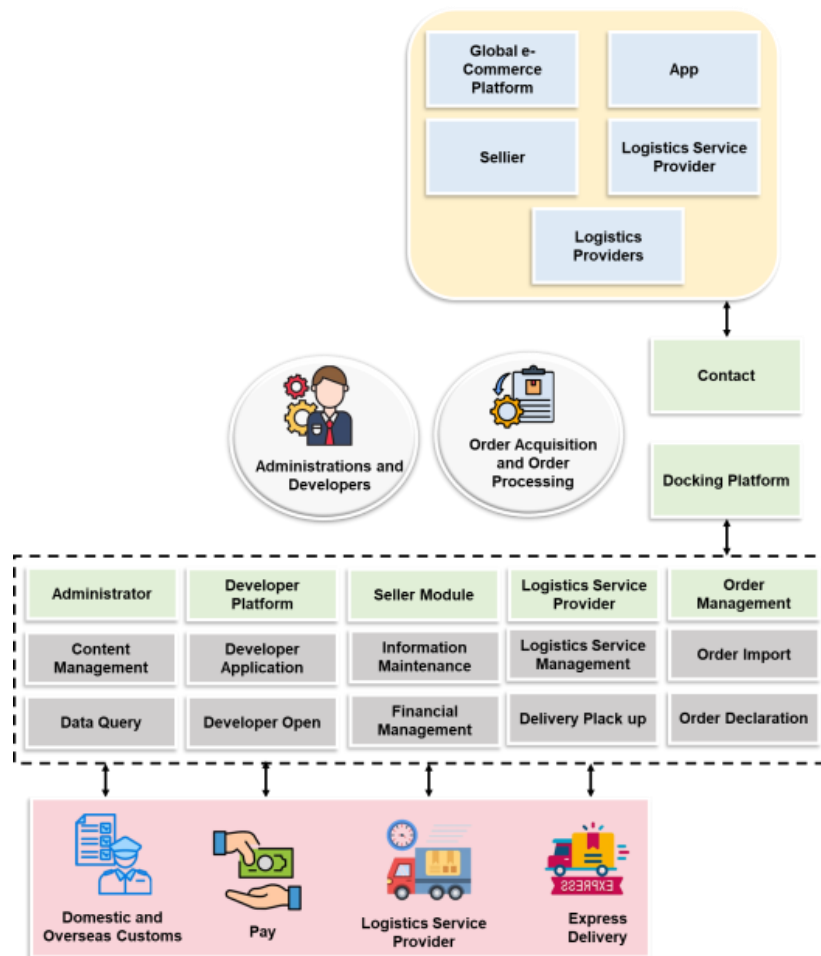 Global e-
Commerce
Platform
App
Sellier
Logistics Service
Provider
Logistics
Providers
Contact
Administrations and
Developers
Order Acquisition
and Order
Processing
Docking Platform
Administrator
Developer
Platform
Seller Module
Logistics Service
Provider
Order
Management
Content
Management
Developer
Application
Information
Maintenance
Logistics Service
Management
Order Import
Data Query
Developer Open
Financial
Management
Delivery Plack up
Order Declaration
EXPRESS
Domestic and
Overseas Customs
Pay
Logistics Service
Provider
Express
Delivery